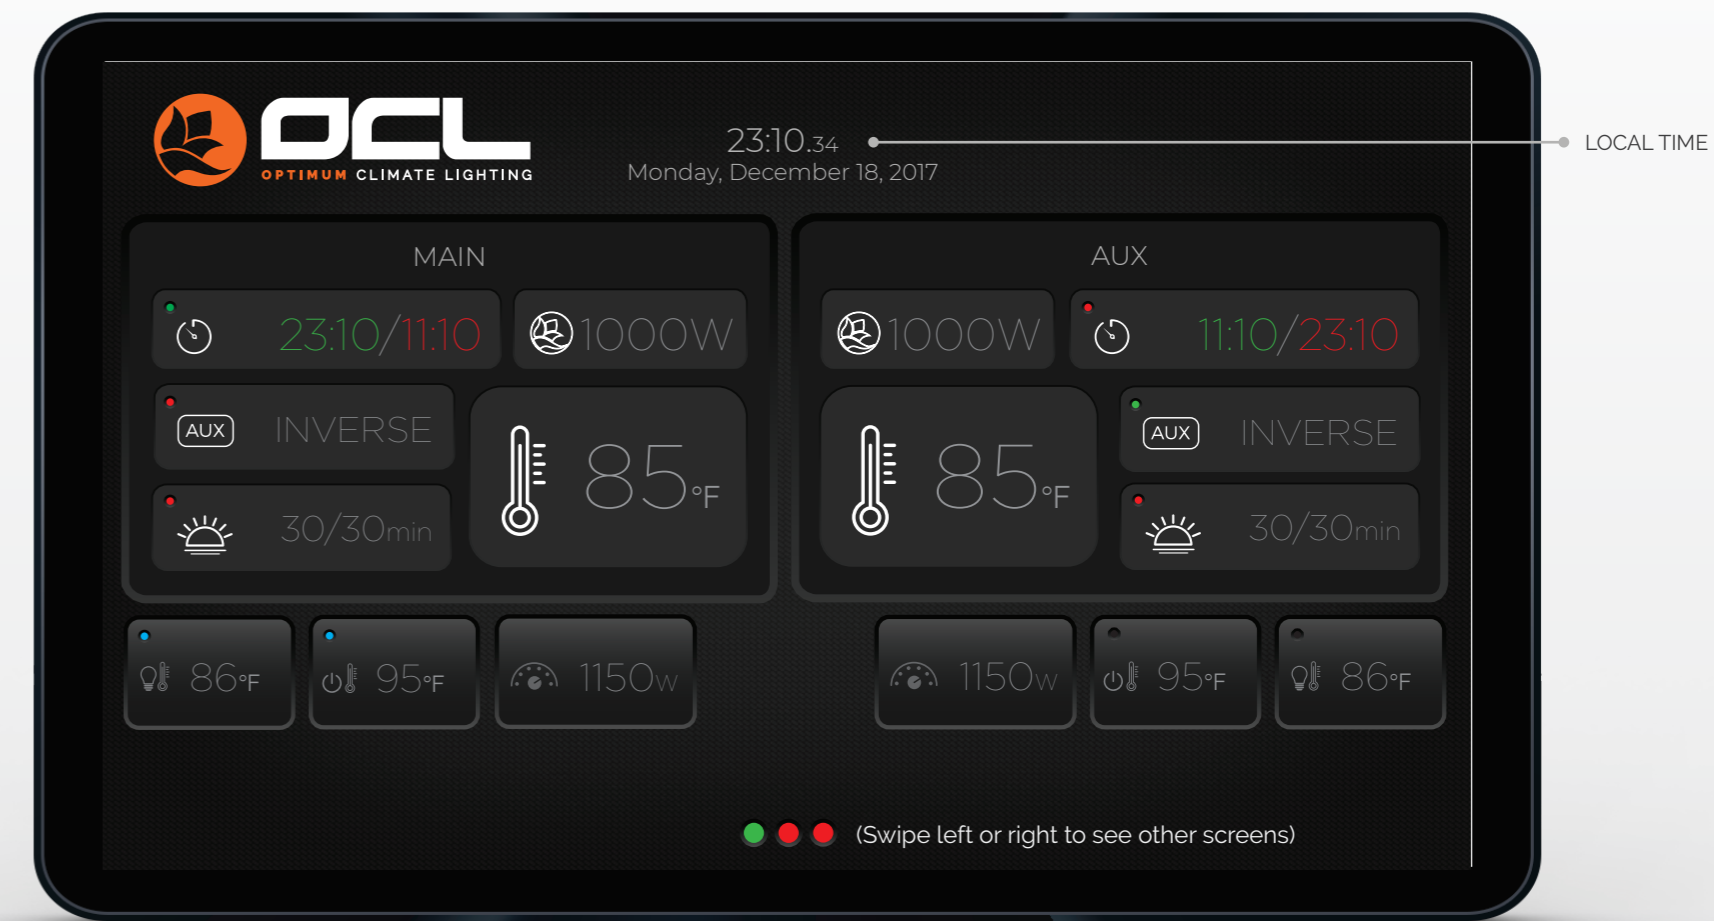 OCL
OPTIMUM CLIMATE LIGHTING
23:10.34
Monday, December 18, 2017
LOCAL TIME
MAIN
23:10/11:10
1000W
AUX
INVERSE
85°F
30/30min
AUX
1000W
11:10/23:10
85°F
AUX
INVERSE
30/30min
86°F
95°F
1150W
1150W
95°F
86°F
(Swipe left or right to see other screens)